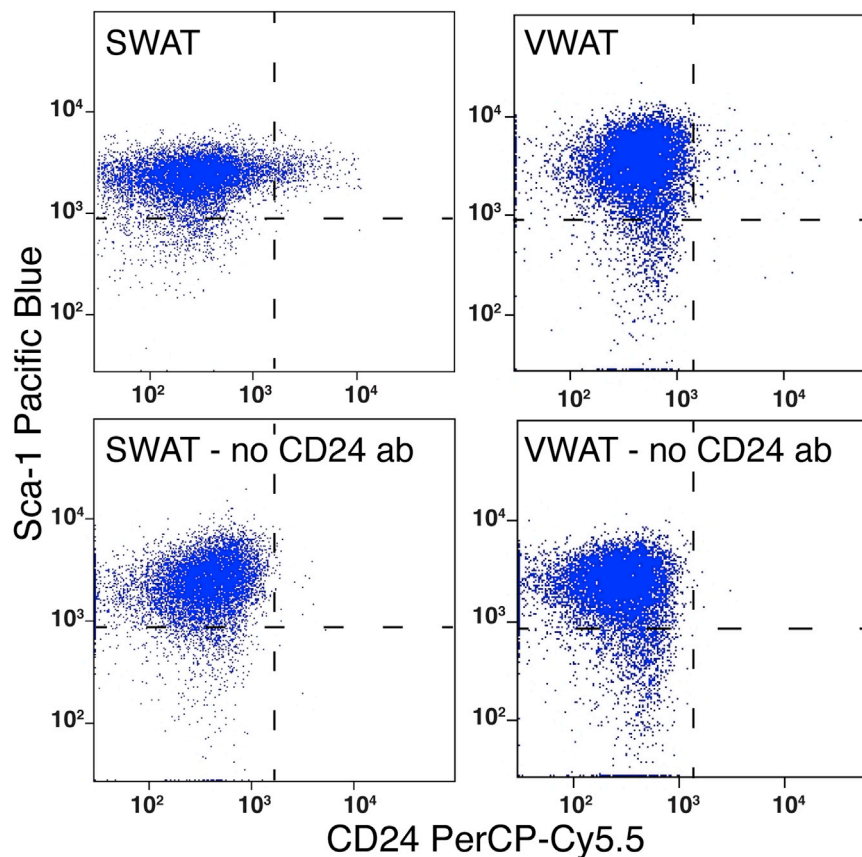 SWAT
VWAT
10⁴
10³
10²
10² 10³ 10⁴
10⁴
10³
10²
10² 10³ 10⁴
SWAT - no CD24 ab
VWAT - no CD24 ab
10⁴
10³
10²
10² 10³ 10⁴
10⁴
10³
10²
10² 10³ 10⁴
Sca-1 Pacific Blue
CD24 PerCP-Cy5.5